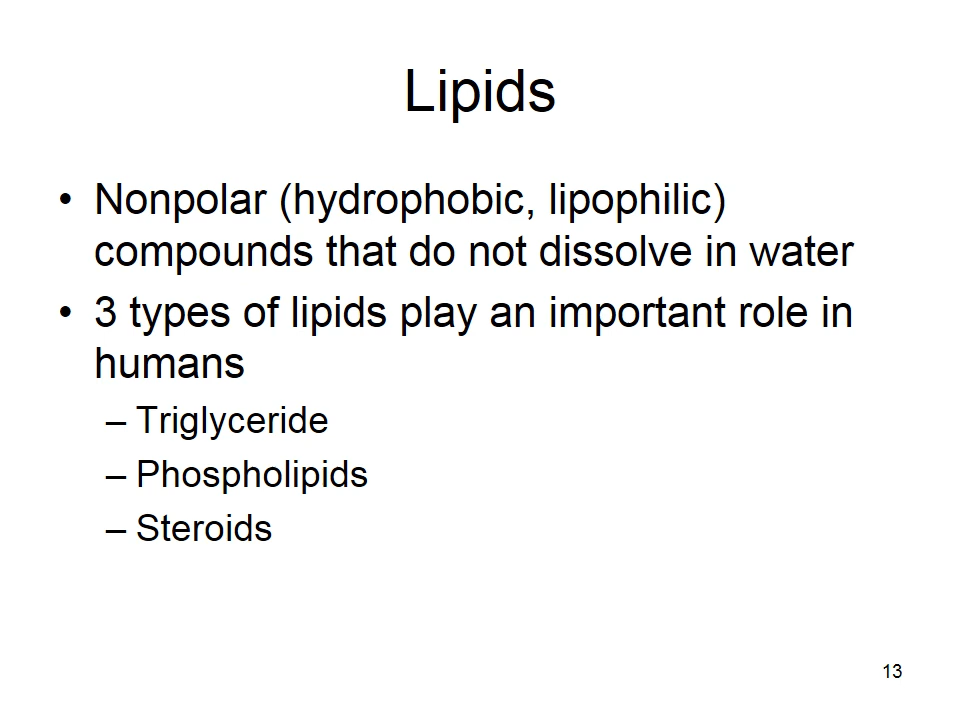 Lipids
• Nonpolar (hydrophobic, lipophilic)
compounds that do not dissolve in water
• 3 types of lipids play an important role in
humans
– Triglyceride
– Phospholipids
– Steroids
13